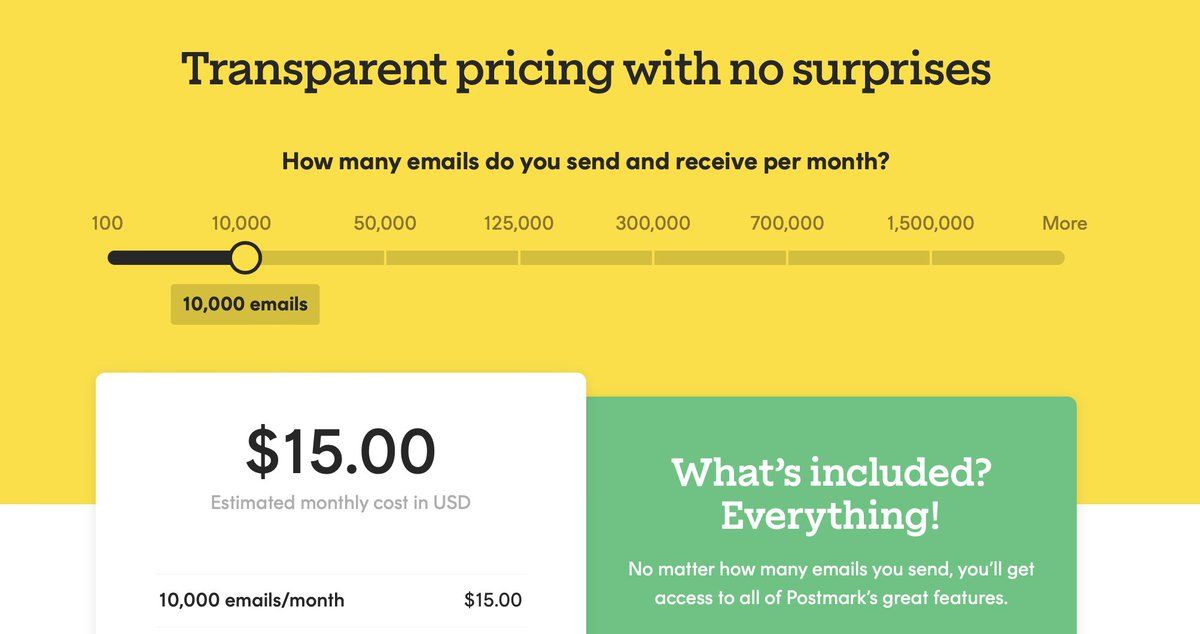 Transparent pricing with no surprises
How many emails do you send and receive per month?
100 10,000 50,000 125,000 300,000 700,000 1,500,000 More
10,000 emails
$15.00
Estimated monthly cost in USD
10,000 emails/month $15.00
What's included?
Everything!
No matter how many emails you send, you'll get
access to all of Postmark's great features.